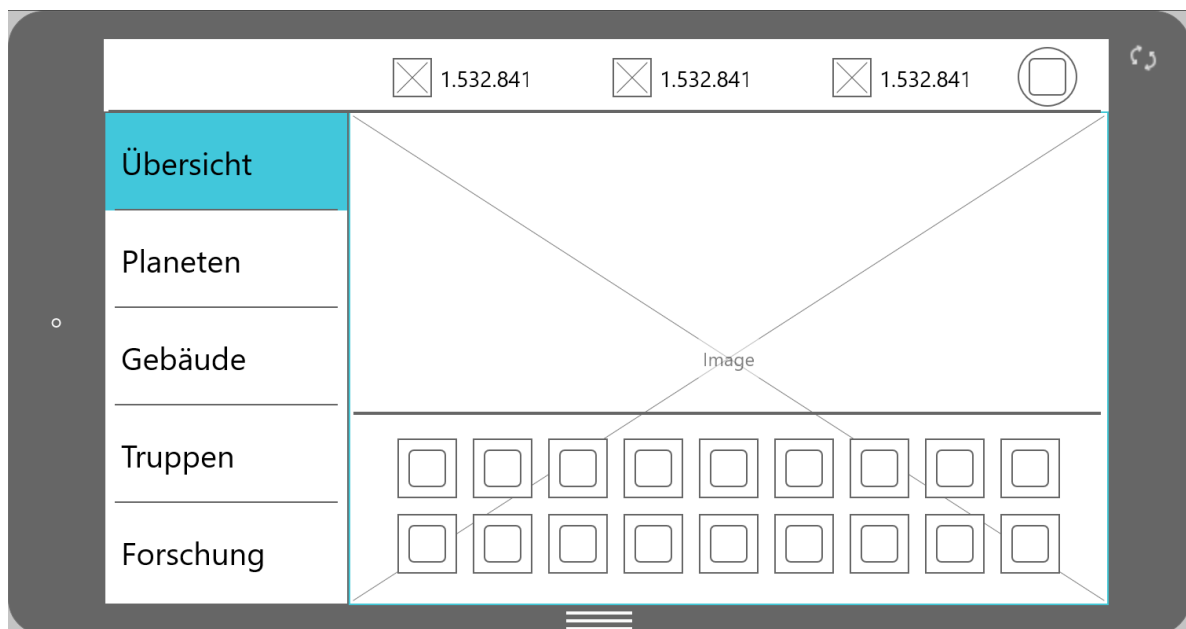 1.532.841 1.532.841 1.532.841
Übersicht
Planeten
Gebäude
Image
Truppen
Forschung